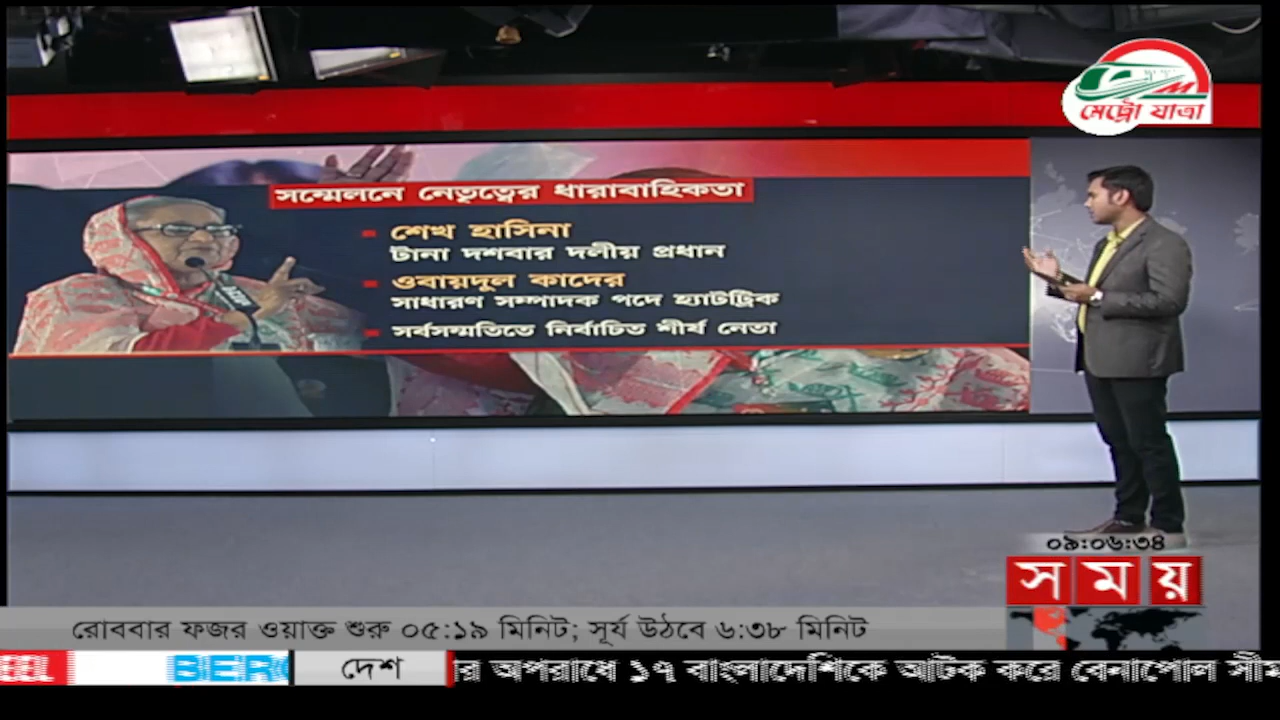 মেট্রো যাত্রা
সম্মেলনে নেতৃত্বের ধারাবাহিকতা
শেখ হাসিনা
টানা দশবার দলীয় প্রধান
ওবায়দুল কাদের
সাধারণ সম্পাদক পদে হ্যাটট্রিক
সর্বসম্মতিতে নির্বাচিত শীর্ষ নেতা
০৯:০৬:৩৪
সময়
রোববার ফজর ওয়াক্ত শুরু ০৫:১৯ মিনিট; সূর্য উঠবে ৬:৩৮ মিনিট
দেশ
র অপরাধে ১৭ বাংলাদেশিকে আটক করে বেনাপোল সীম